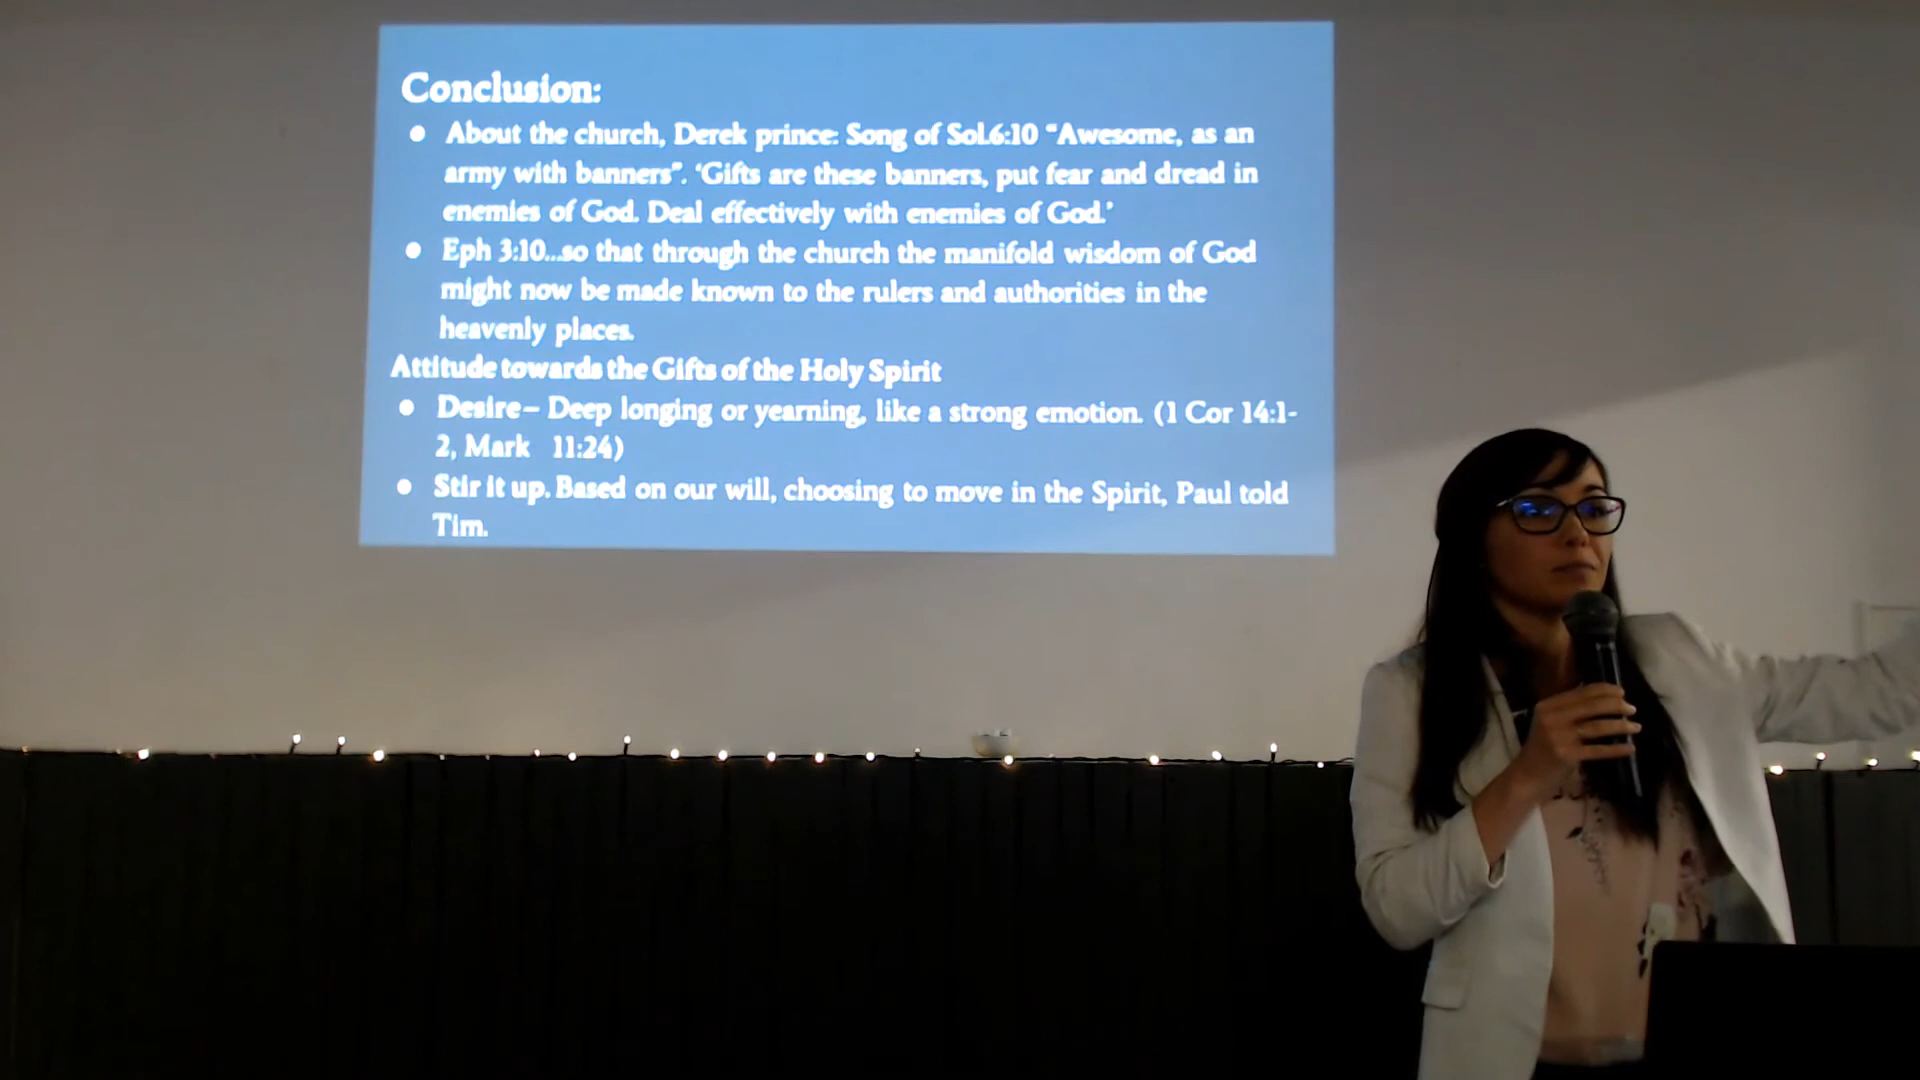 Conclusion:
● About the church, Derek prince: Song of Sol.6:10 “Awesome, as an
army with banners”. ‘Gifts are these banners, put fear and dread in
enemies of God. Deal effectively with enemies of God.’
● Eph 3:10...so that through the church the manifold wisdom of God
might now be made known to the rulers and authorities in the
heavenly places.
Attitude towards the Gifts of the Holy Spirit
● Desire– Deep longing or yearning, like a strong emotion. (1 Cor 14:1-
2, Mark 11:24)
● Stir it up. Based on our will, choosing to move in the Spirit, Paul told
Tim.